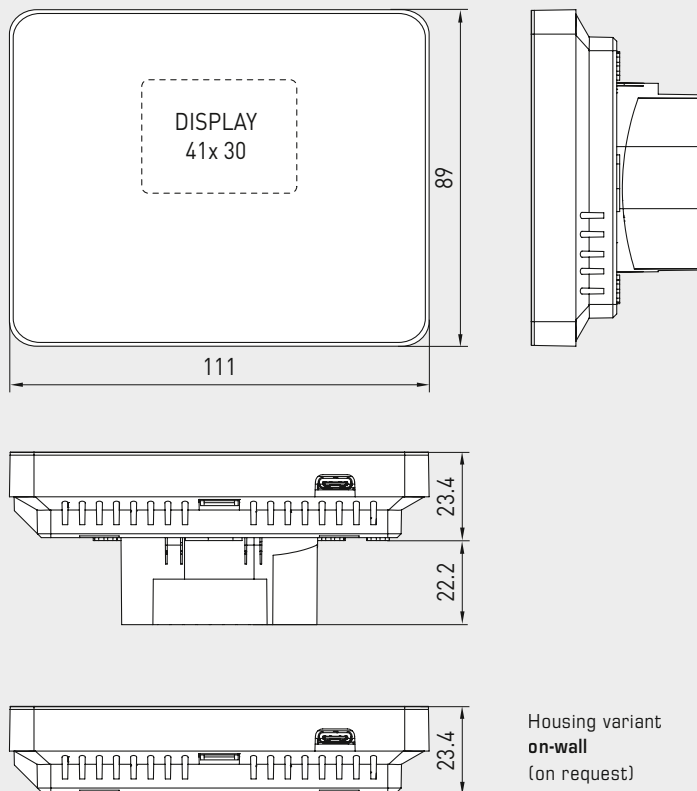 DISPLAY
41x 30
89
111
23.4
22.2
23.4
Housing variant
on-wall
(on request)